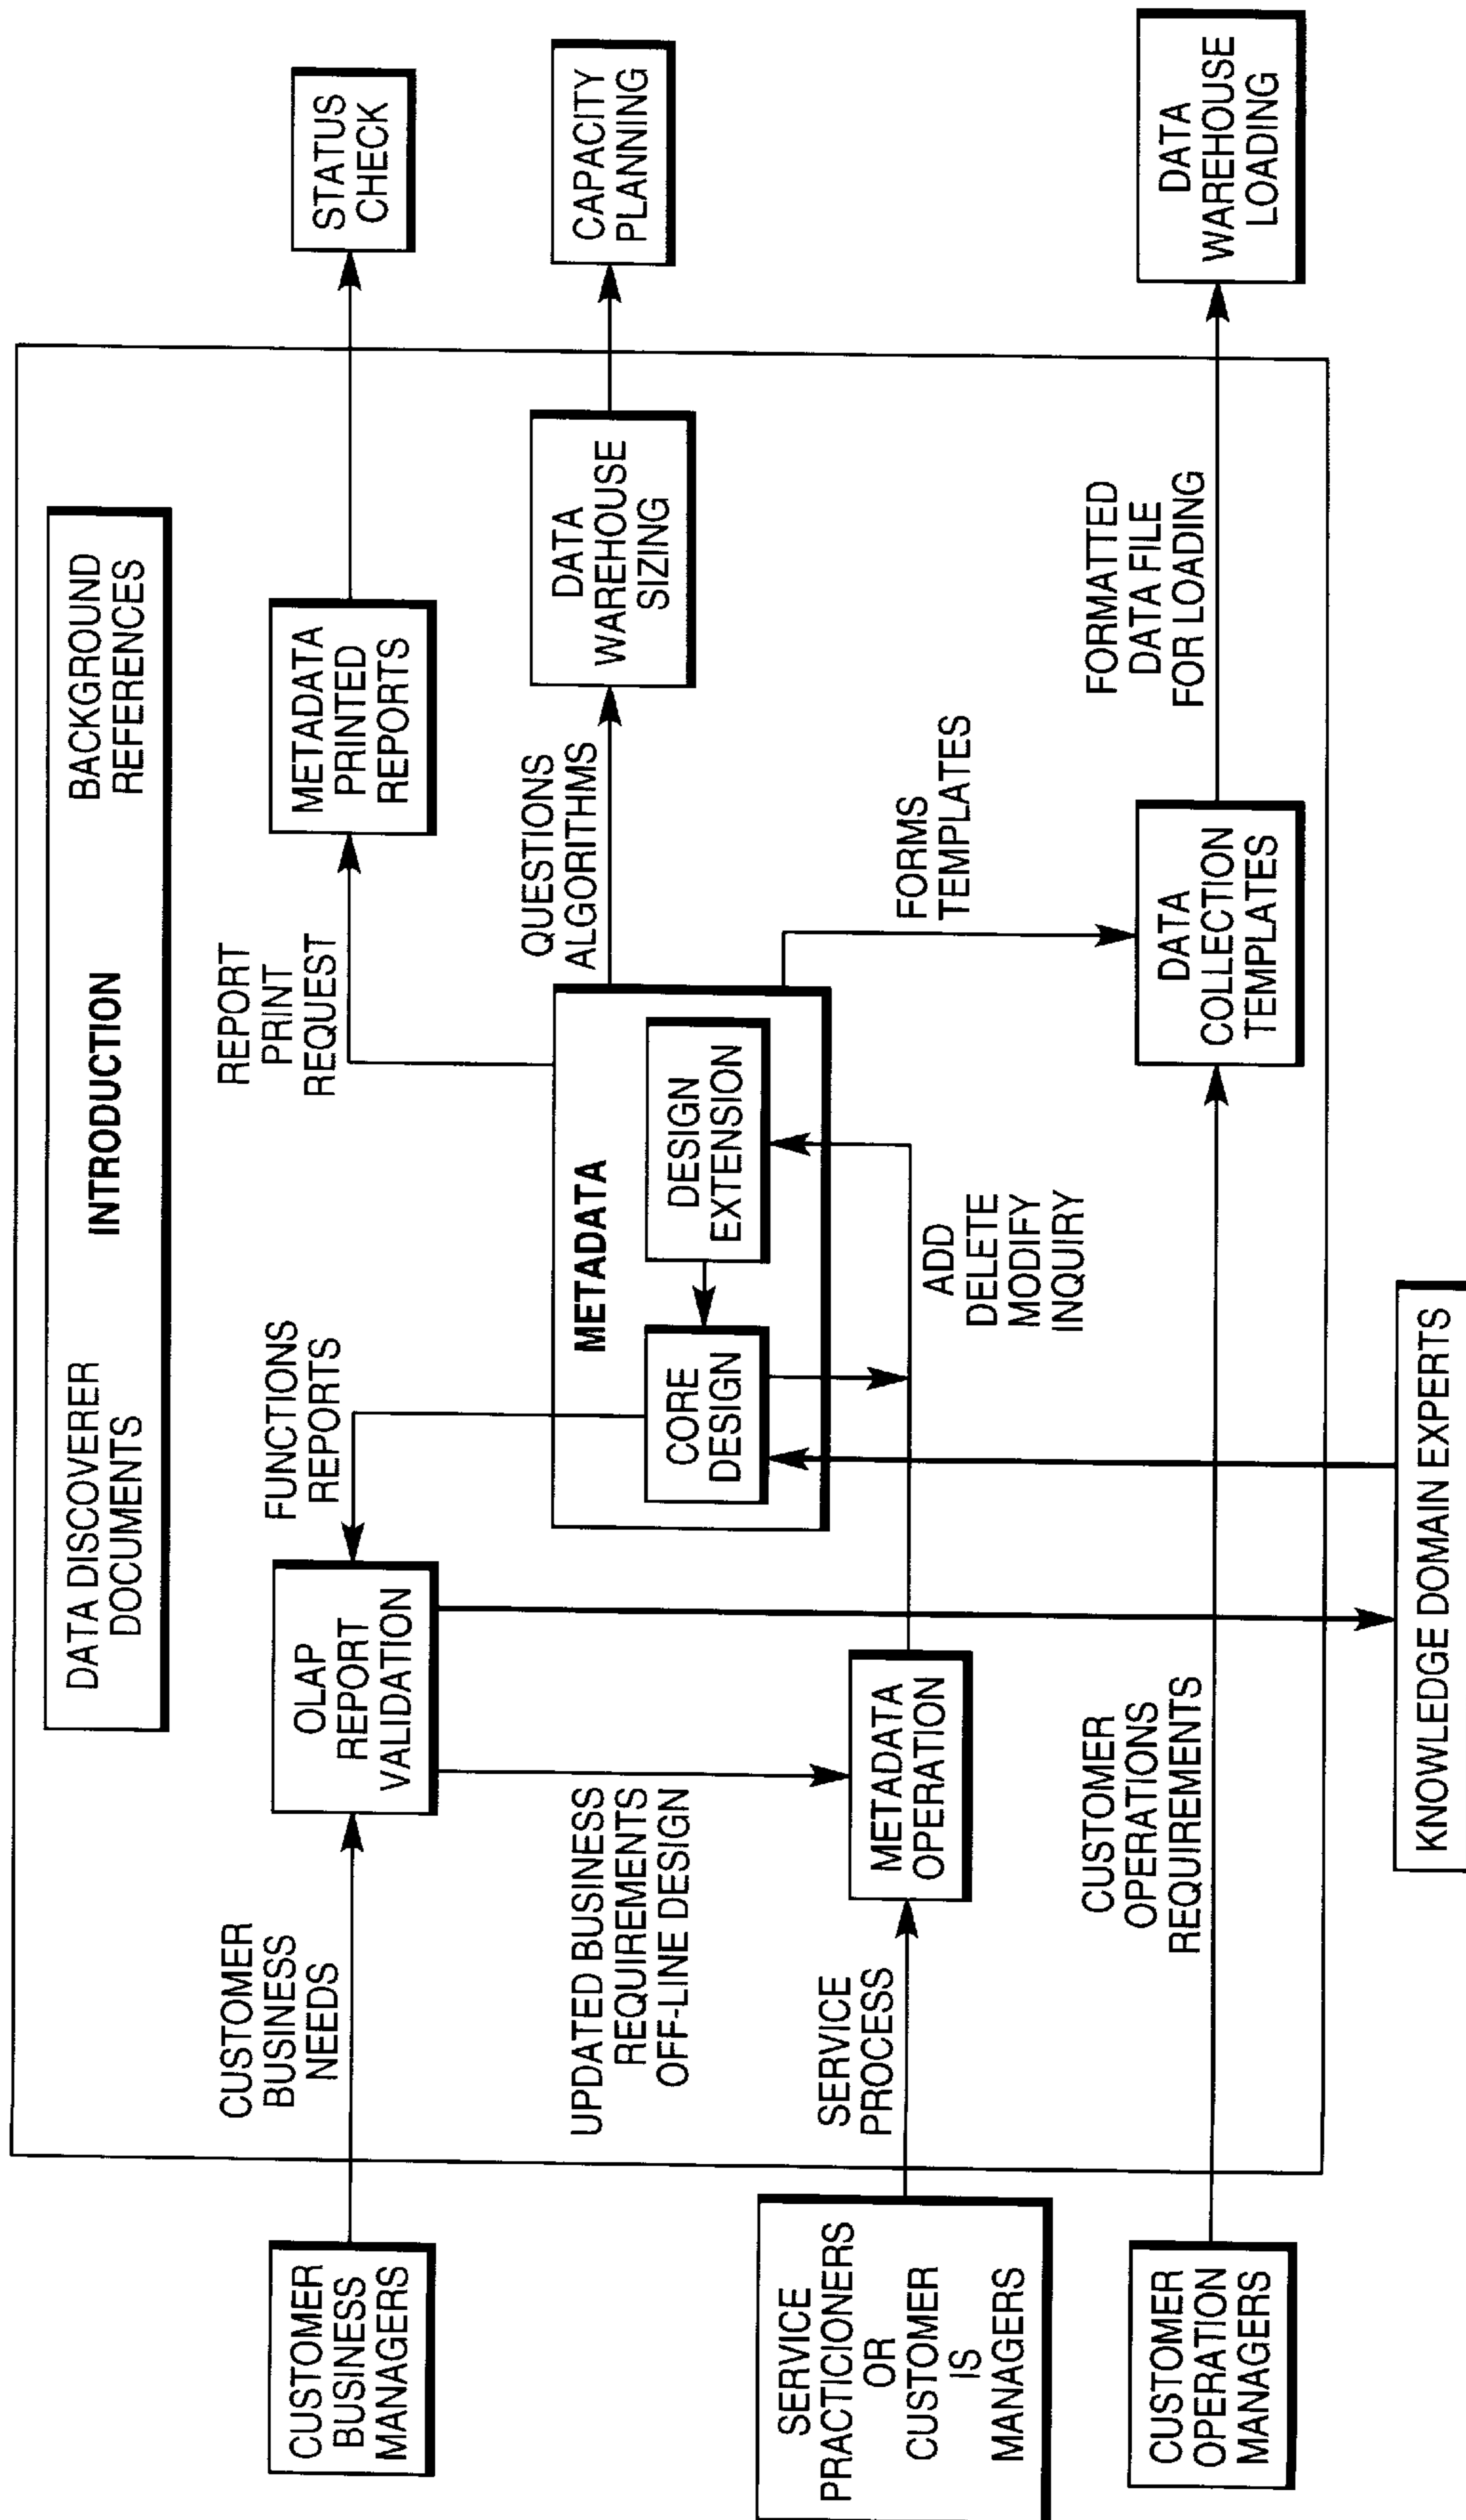 DATA DISCOVERER
DOCUMENTS
INTRODUCTION
BACKGROUND
REFERENCES
CUSTOMER
BUSINESS
MANAGERS
CUSTOMER
BUSINESS
NEEDS
OLAP
REPORT
VALIDATION
FUNCTIONS
REPORTS
REPORT
PRINT
REQUEST
METADATA
PRINTED
REPORTS
STATUS
CHECK
UPDATED BUSINESS
REQUIREMENTS
OFF-LINE DESIGN
METADATA
CORE
DESIGN
DESIGN
EXTENSION
QUESTIONS
ALGORITHMS
DATA
WAREHOUSE
SIZING
CAPACITY
PLANNING
SERVICE
PRACTICIONERS
OR
CUSTOMER
IS
MANAGERS
SERVICE
PROCESS
METADATA
OPERATION
ADD
DELETE
MODIFY
INQUIRY
FORMS
TEMPLATES
CUSTOMER
OPERATION
MANAGERS
CUSTOMER
OPERATIONS
REQUIREMENTS
DATA
COLLECTION
TEMPLATES
FORMATTED
DATA FILE
FOR LOADING
DATA
WAREHOUSE
LOADING
KNOWLEDGE DOMAIN EXPERTS